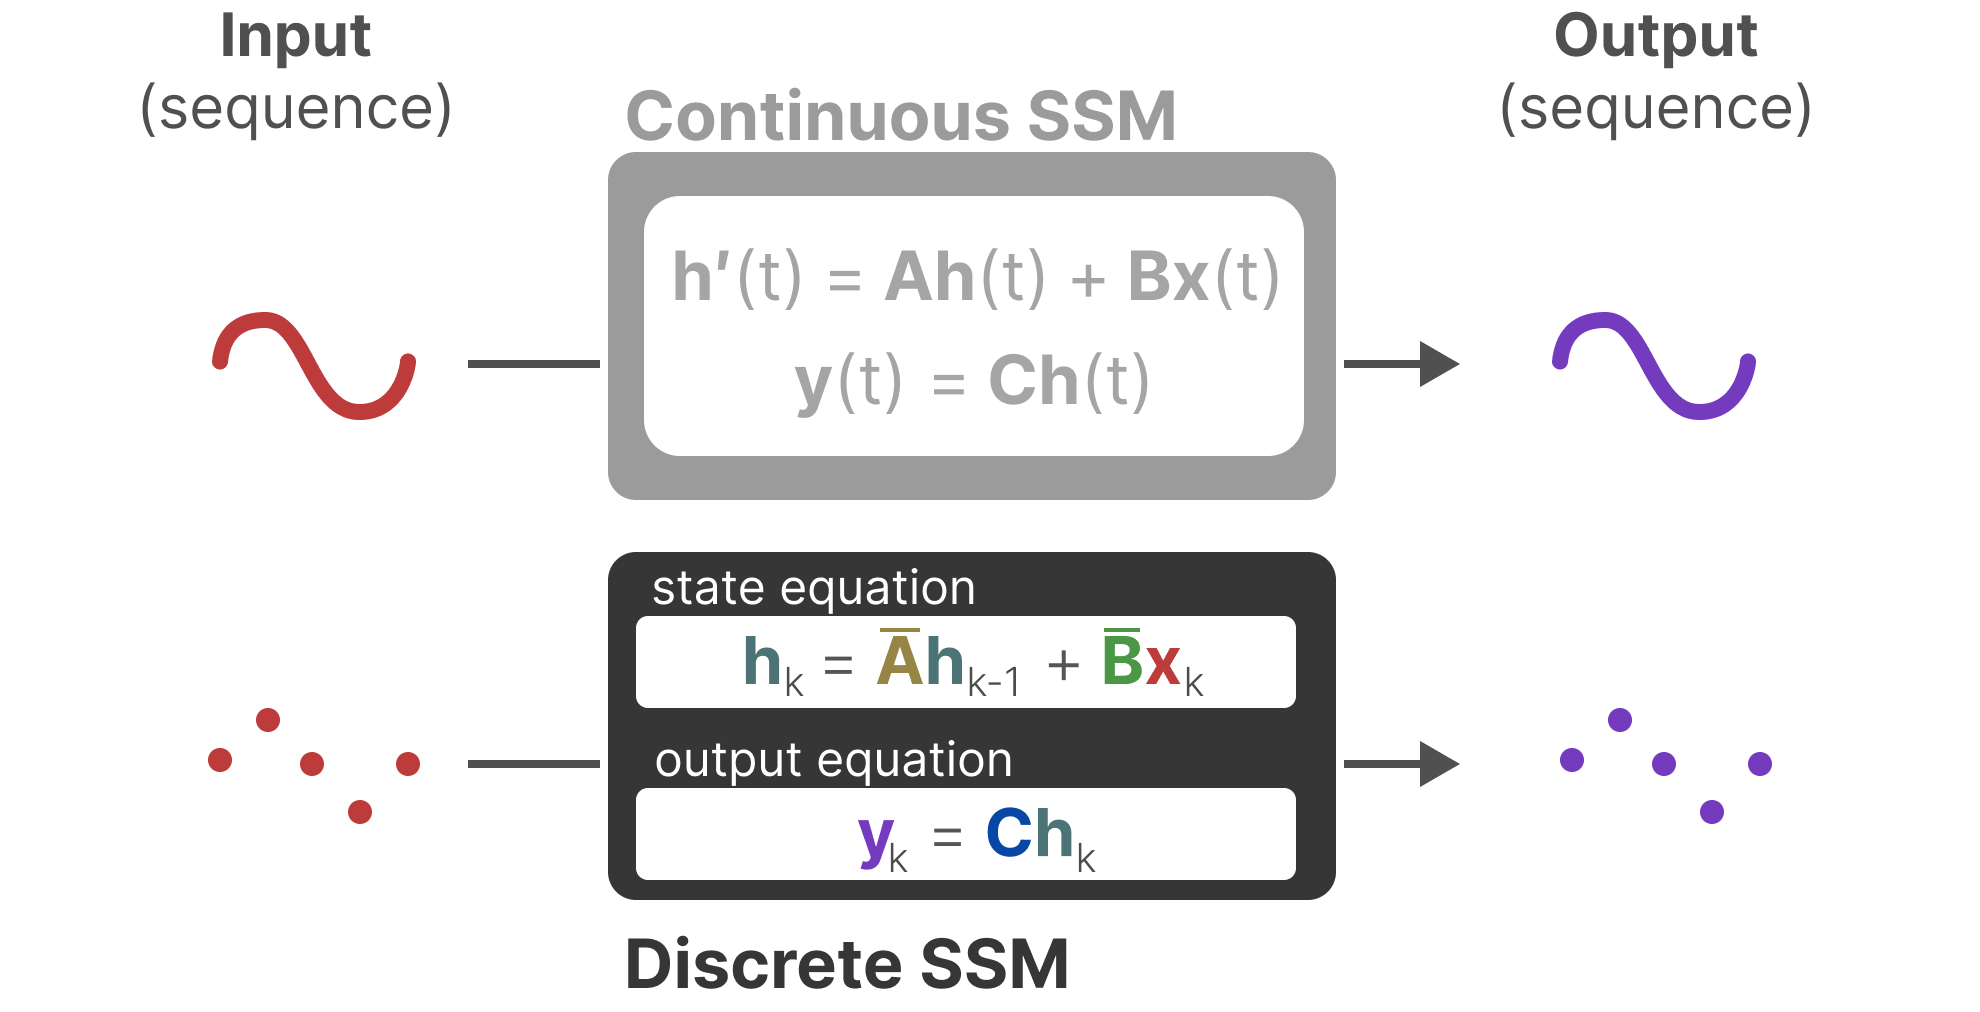 Input
(sequence)
Output
(sequence)
Continuous SSM
h'(t) = Ah(t) + Bx(t)
y(t) = Ch(t)
state equation
hₖ = A̅hₖ₋₁ + B̅xₖ
output equation
yₖ = Chₖ
Discrete SSM